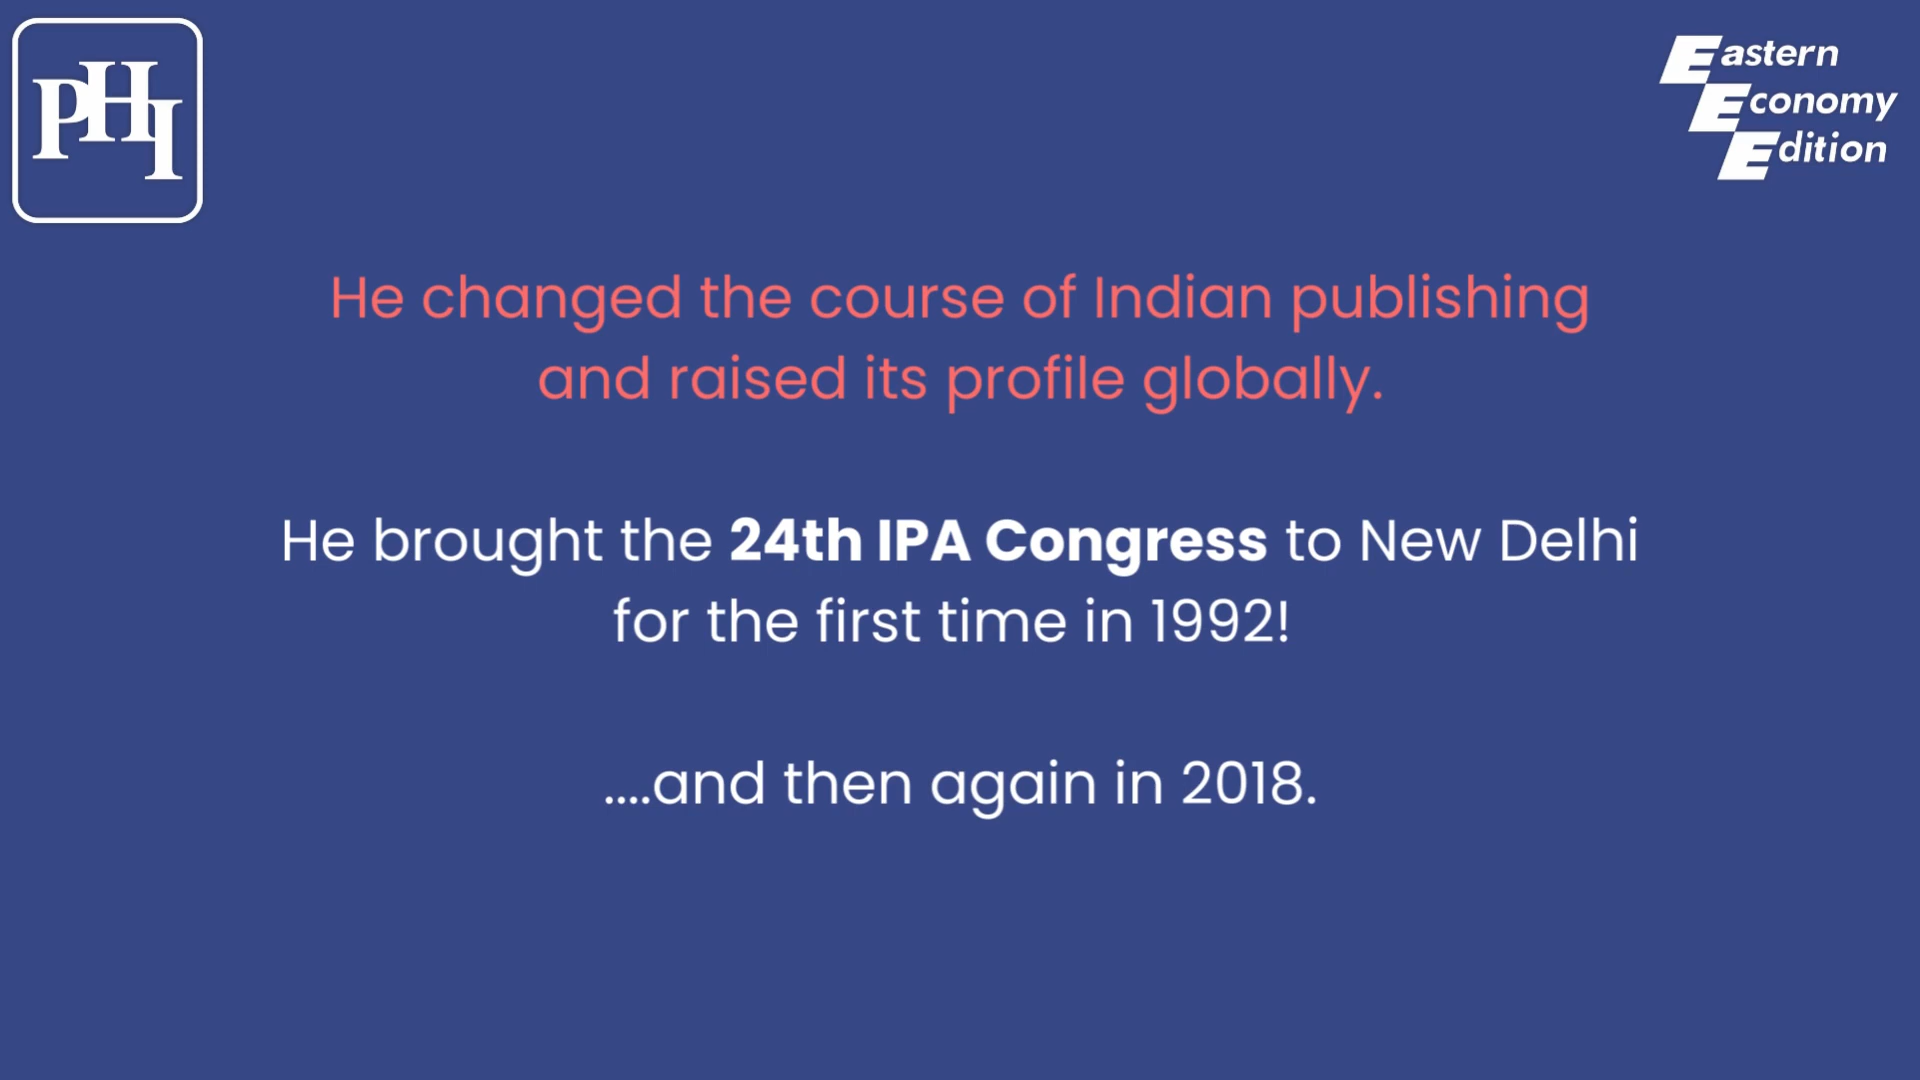 PHI
Eastern
Economy
Edition
He changed the course of Indian publishing
and raised its profile globally.
He brought the 24th IPA Congress to New Delhi
for the first time in 1992!
....and then again in 2018.